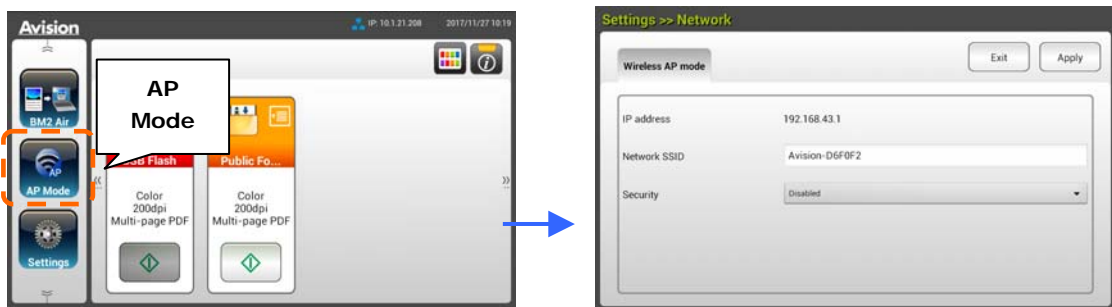 Avision
IP: 10.1.21.208 2017/11/27 10:19
BM2 Air
AP Mode
Settings
AP
Mode
USB Flash
Public Fo...
Color
200dpi
Multi-page PDF
Color
200dpi
Multi-page PDF
Settings >> Network
Wireless AP mode
Exit
Apply
IP address 192.168.43.1
Network SSID Avision-D6F0F2
Security Disabled